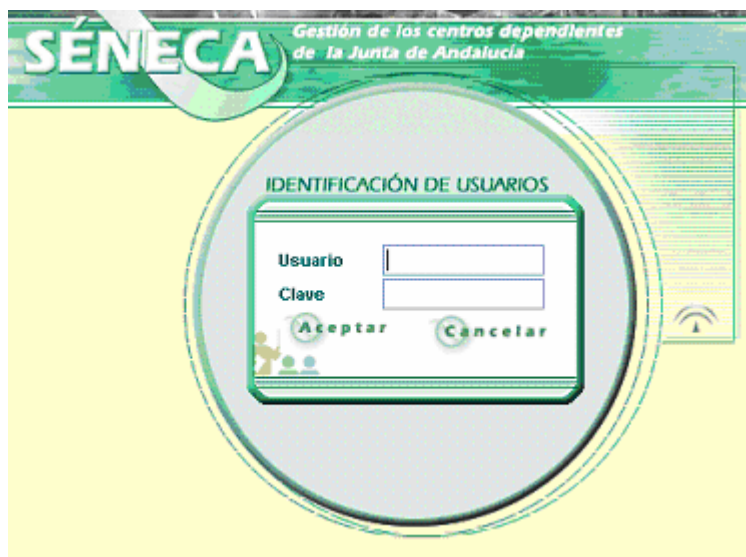 SÉNECA
Gestión de los centros dependientes
de la Junta de Andalucía
IDENTIFICACIÓN DE USUARIOS
Usuario
Clave
Aceptar Cancelar